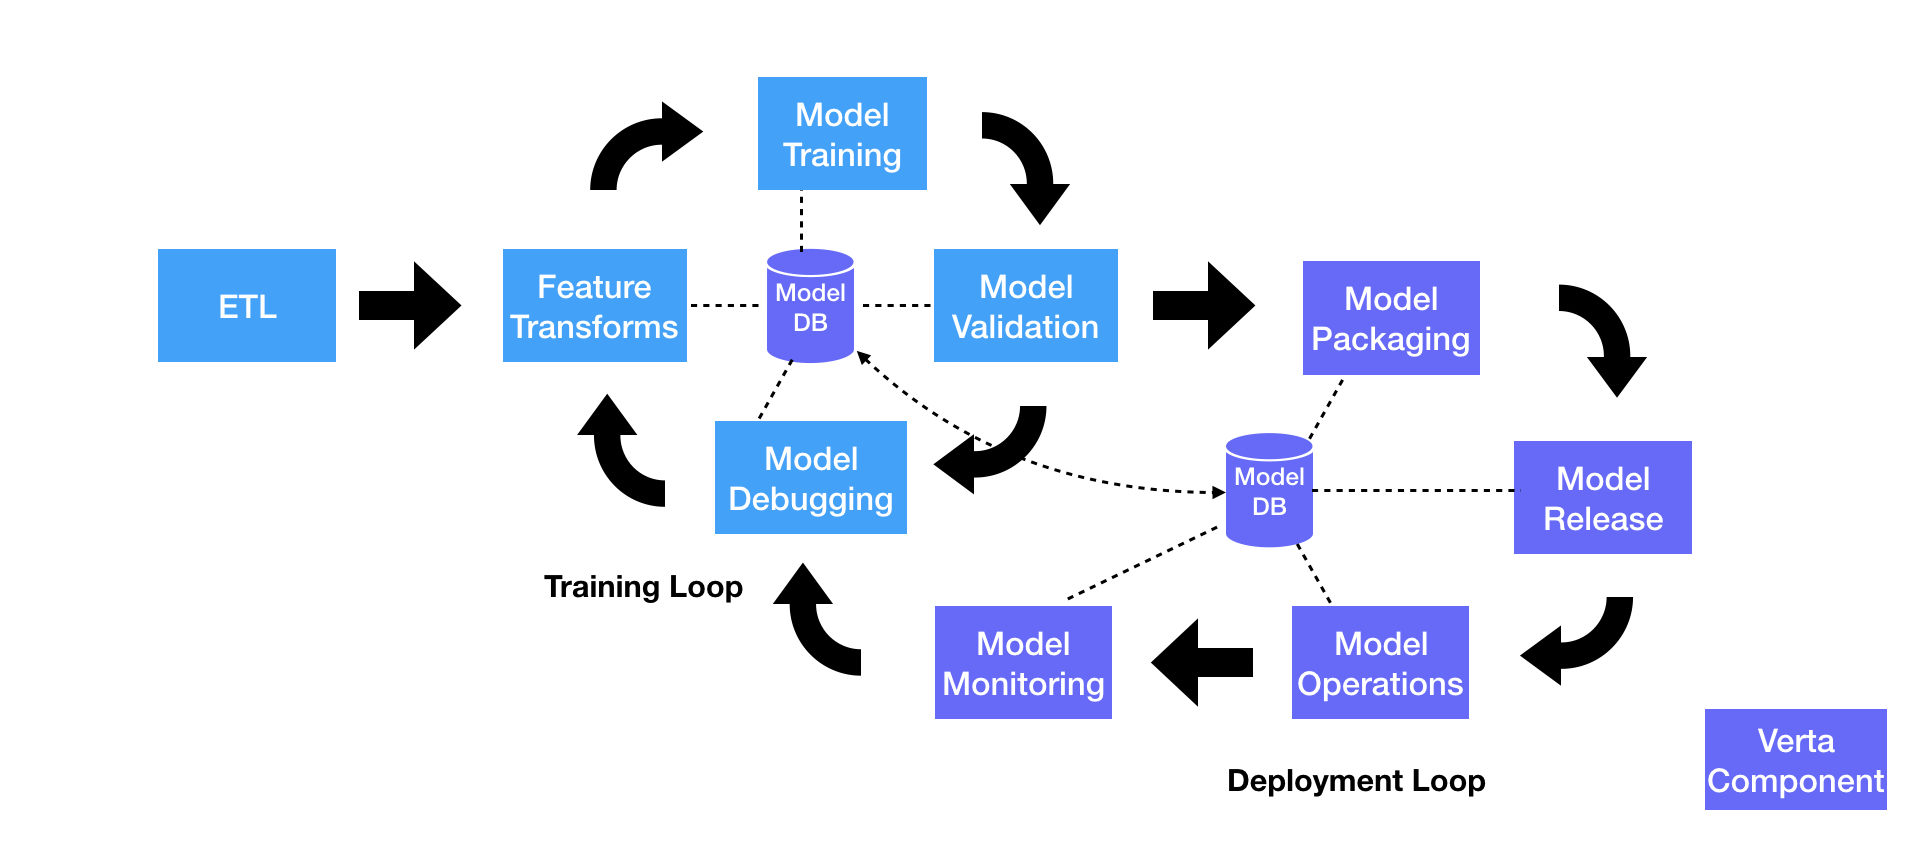 Model
Training
ETL
Feature
Transforms
Model
DB
Model
Validation
Model
Packaging
Model
Debugging
Model
DB
Model
Release
Training Loop
Model
Monitoring
Model
Operations
Deployment Loop
Verta
Component